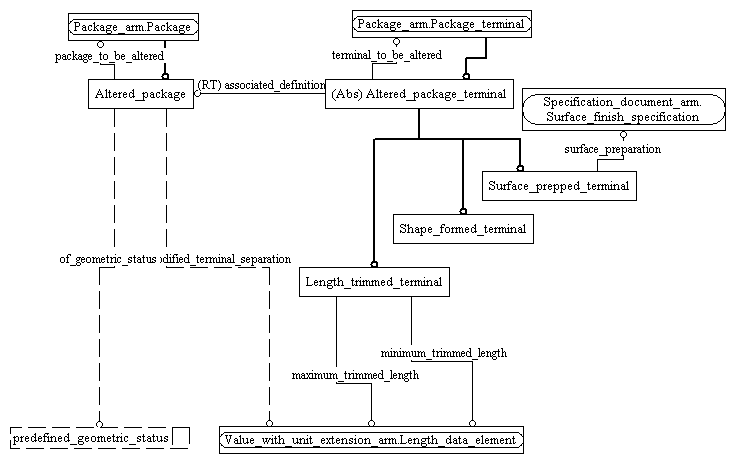 Package_arm.Package
Package_arm.Package_terminal
package_to_be_altered
terminal_to_be_altered
(RT) associated_definition
Altered_package
(Abs) Altered_package_terminal
Specification_document_arm.
Surface_finish_specification
surface_preparation
Surface_prepped_terminal
Shape_formed_terminal
of_geometric_status
dified_terminal_separation
Length_trimmed_terminal
minimum_trimmed_length
maximum_trimmed_length
predefined_geometric_status
Value_with_unit_extension_arm.Length_data_element